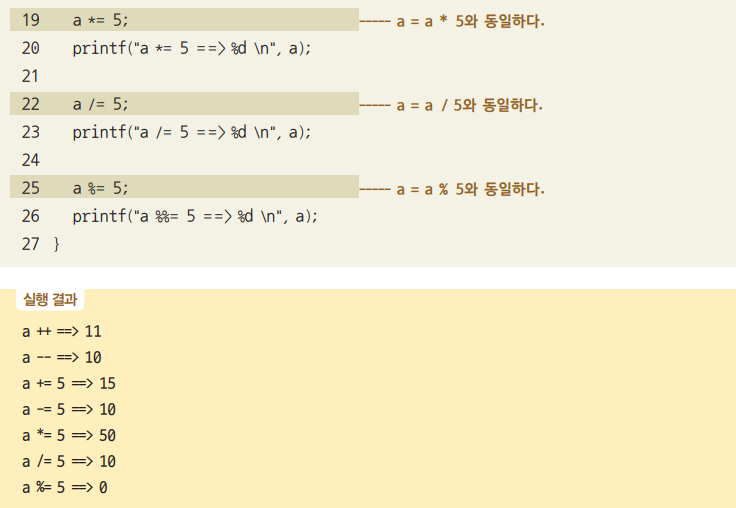 19 a *= 5; ----- a = a * 5와 동일하다.
20 printf("a *= 5 ==> %d \n", a);
21
22 a /= 5; ----- a = a / 5와 동일하다.
23 printf("a /= 5 ==> %d \n", a);
24
25 a %= 5; ----- a = a % 5와 동일하다.
26 printf("a %%= 5 ==> %d \n", a);
27 }
실행 결과
a ++ ==> 11
a -- ==> 10
a += 5 ==> 15
a -= 5 ==> 10
a *= 5 ==> 50
a /= 5 ==> 10
a %= 5 ==> 0